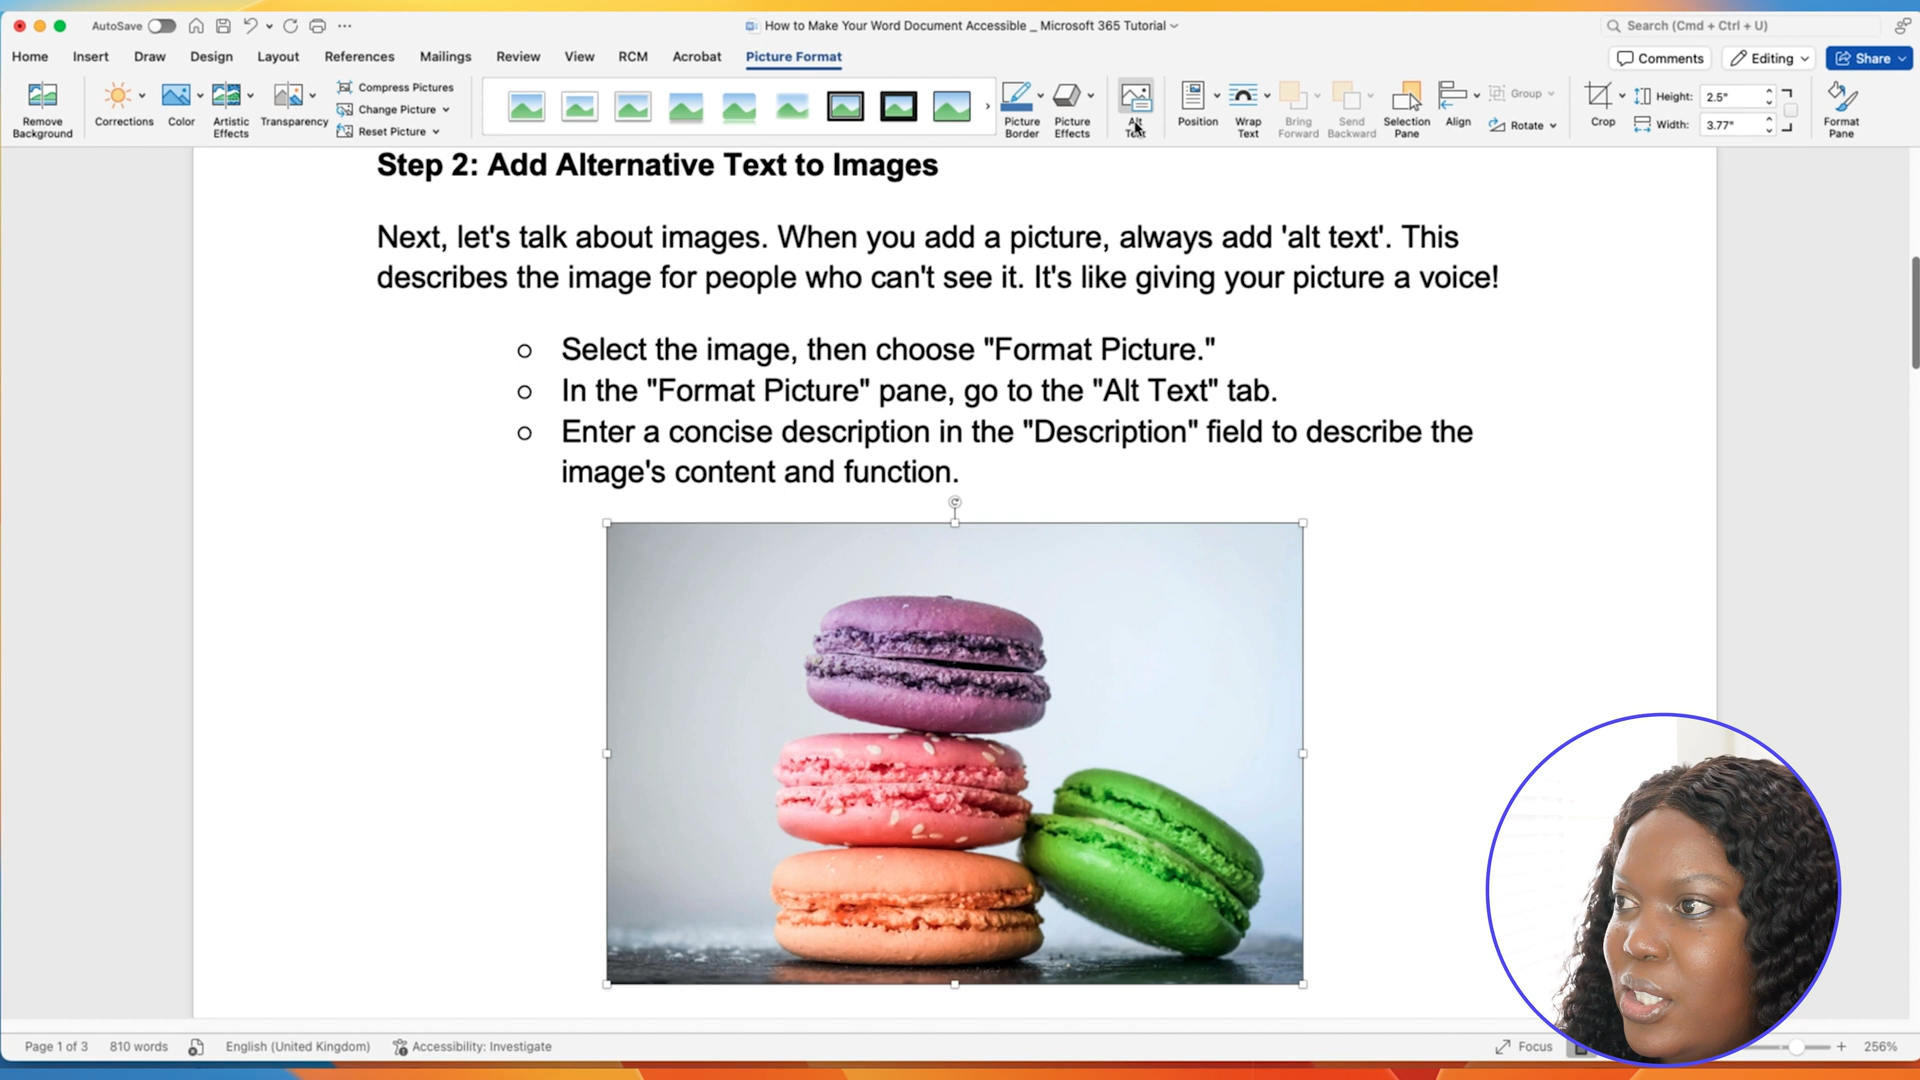 AutoSave
How to Make Your Word Document Accessible _ Microsoft 365 Tutorial
Search (Cmd + Ctrl + U)
Home Insert Draw Design Layout References Mailings Review View RCM Acrobat Picture Format
Comments Editing Share
Remove Background
Corrections
Color
Artistic Effects
Transparency
Compress Pictures
Change Picture
Reset Picture
Picture Border
Picture Effects
Alt Text
Position
Wrap Text
Bring Forward
Send Backward
Selection Pane
Align
Group
Rotate
Crop
Height: 2.5"
Width: 3.77"
Format Pane
Step 2: Add Alternative Text to Images
Next, let's talk about images. When you add a picture, always add 'alt text'. This
describes the image for people who can't see it. It's like giving your picture a voice!
Select the image, then choose "Format Picture."
In the "Format Picture" pane, go to the "Alt Text" tab.
Enter a concise description in the "Description" field to describe the
image's content and function.
Page 1 of 3 810 words English (United Kingdom) Accessibility: Investigate Focus 256%